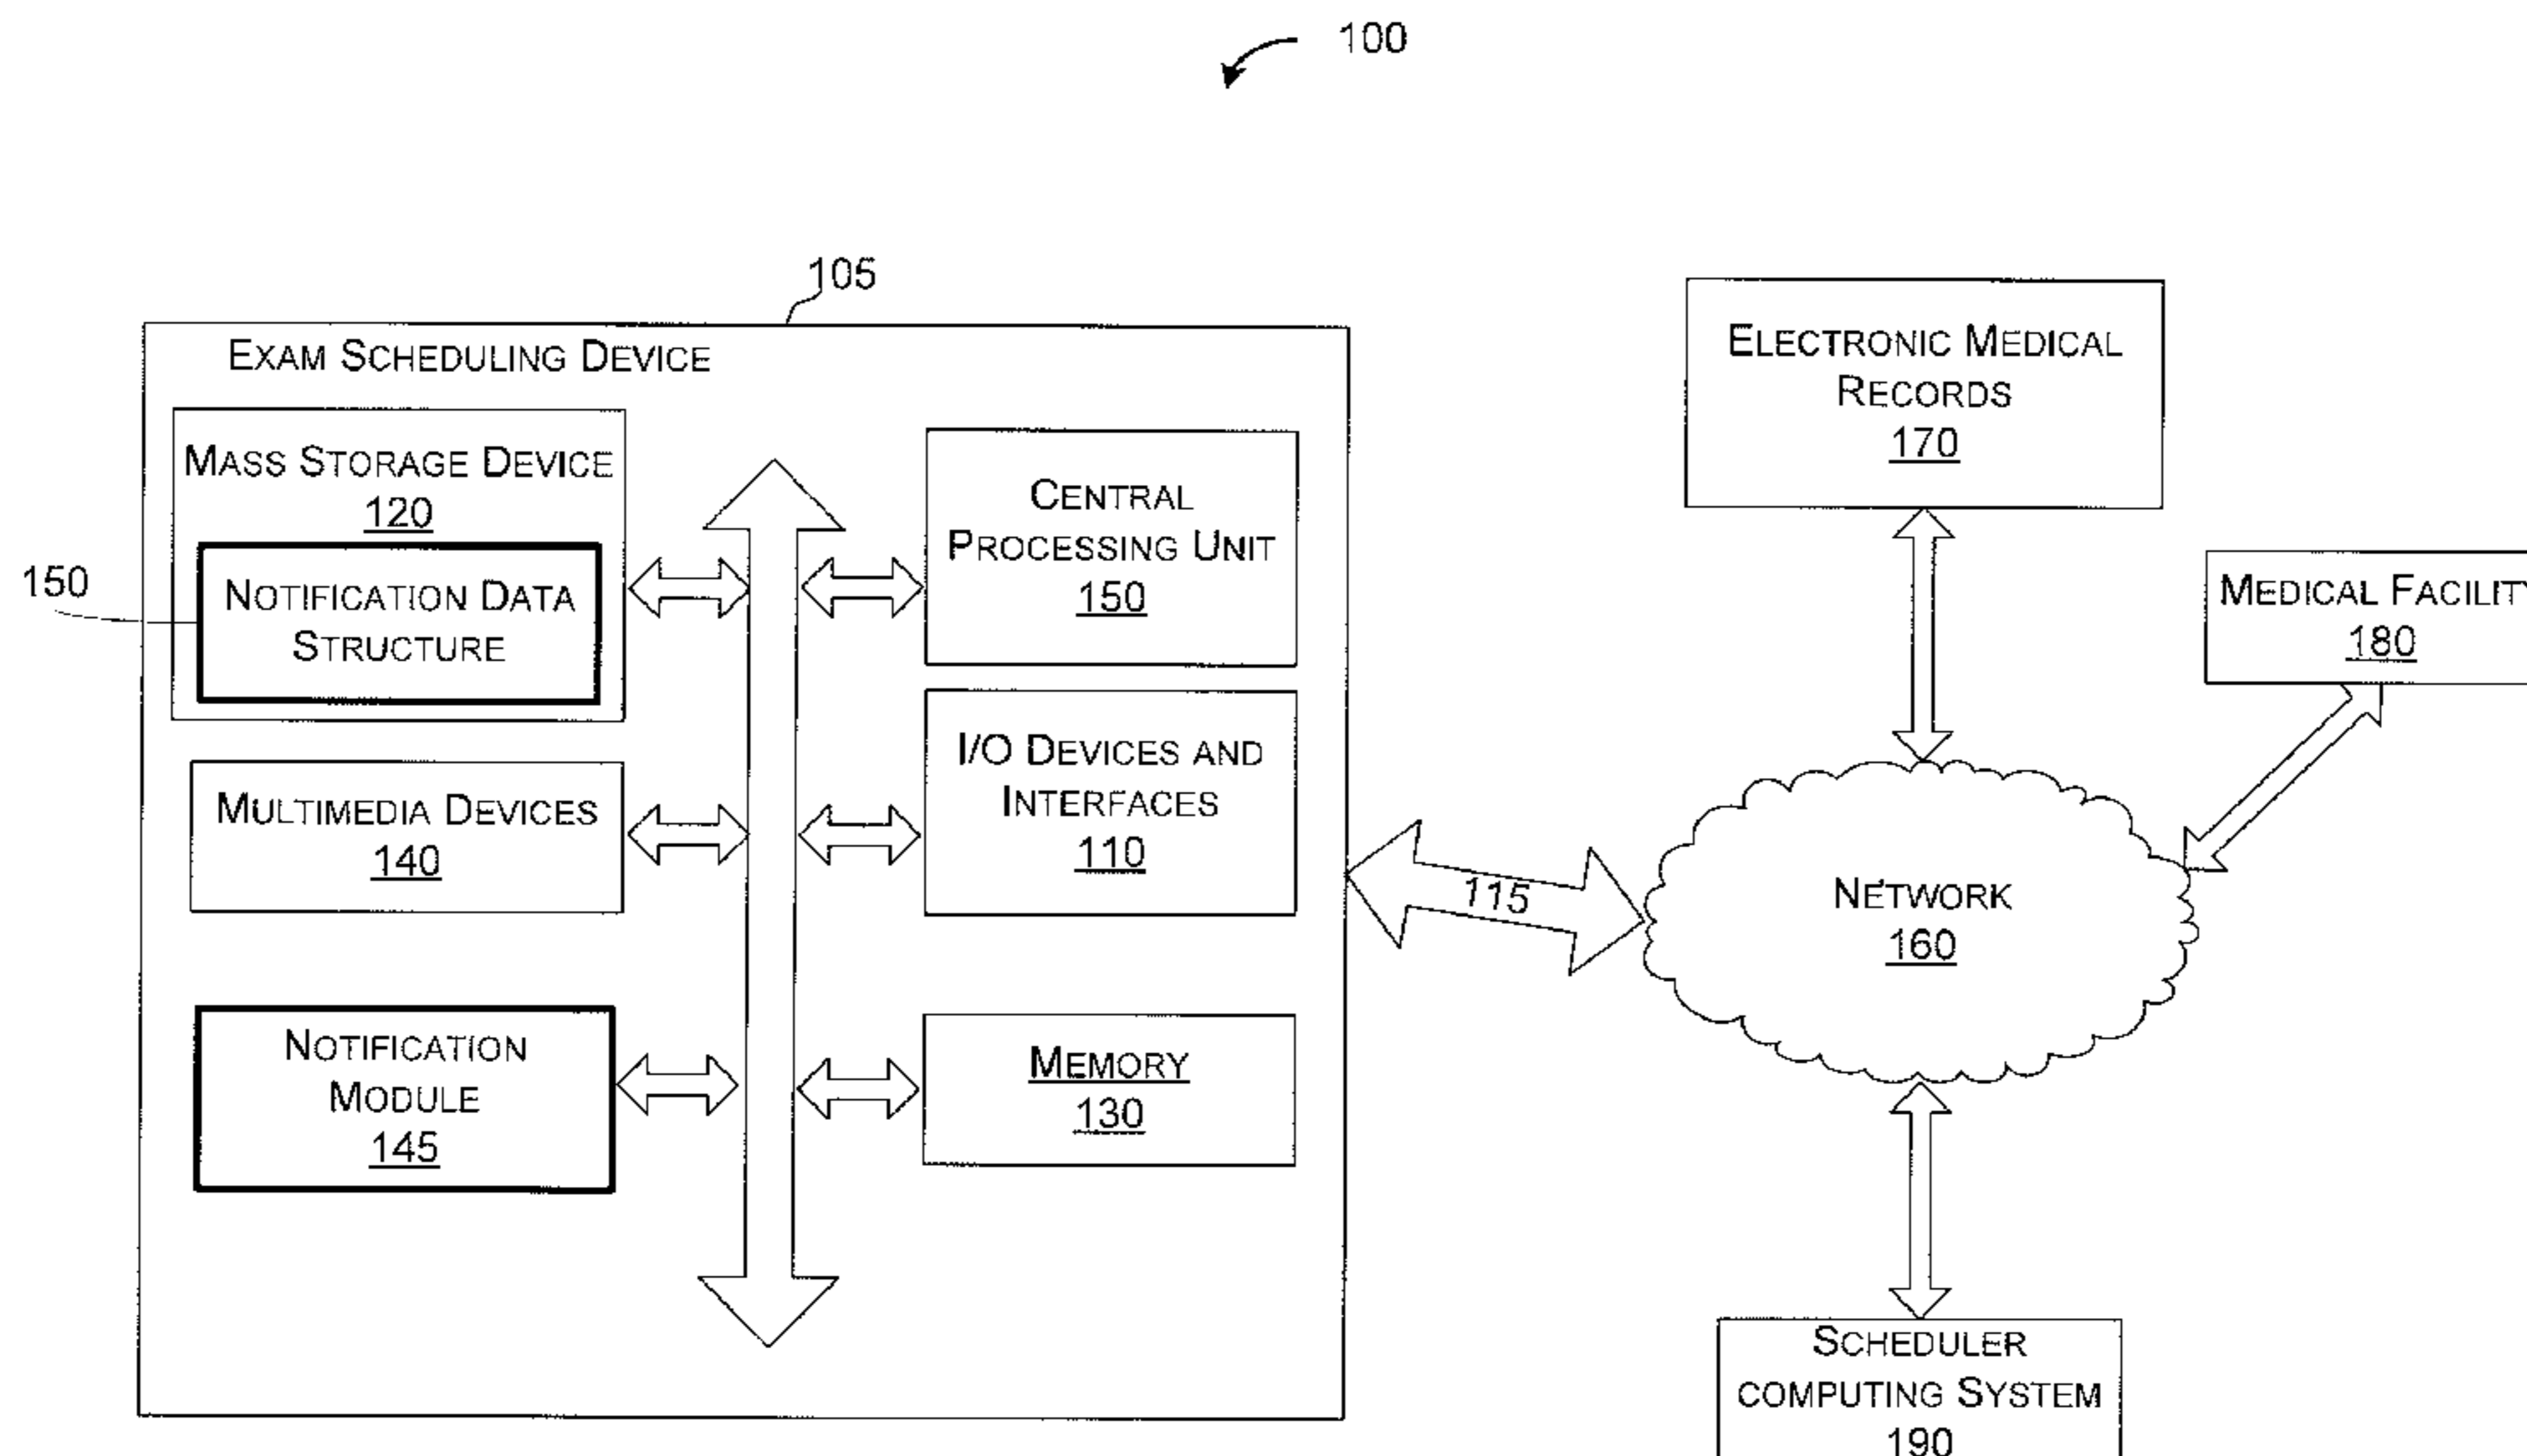 100
105
EXAM SCHEDULING DEVICE
MASS STORAGE DEVICE
120
150
NOTIFICATION DATA
STRUCTURE
MULTIMEDIA DEVICES
140
NOTIFICATION
MODULE
145
CENTRAL
PROCESSING UNIT
150
I/O DEVICES AND
INTERFACES
110
MEMORY
130
115
ELECTRONIC MEDICAL
RECORDS
170
MEDICAL FACILITY
180
NETWORK
160
SCHEDULER
COMPUTING SYSTEM
190